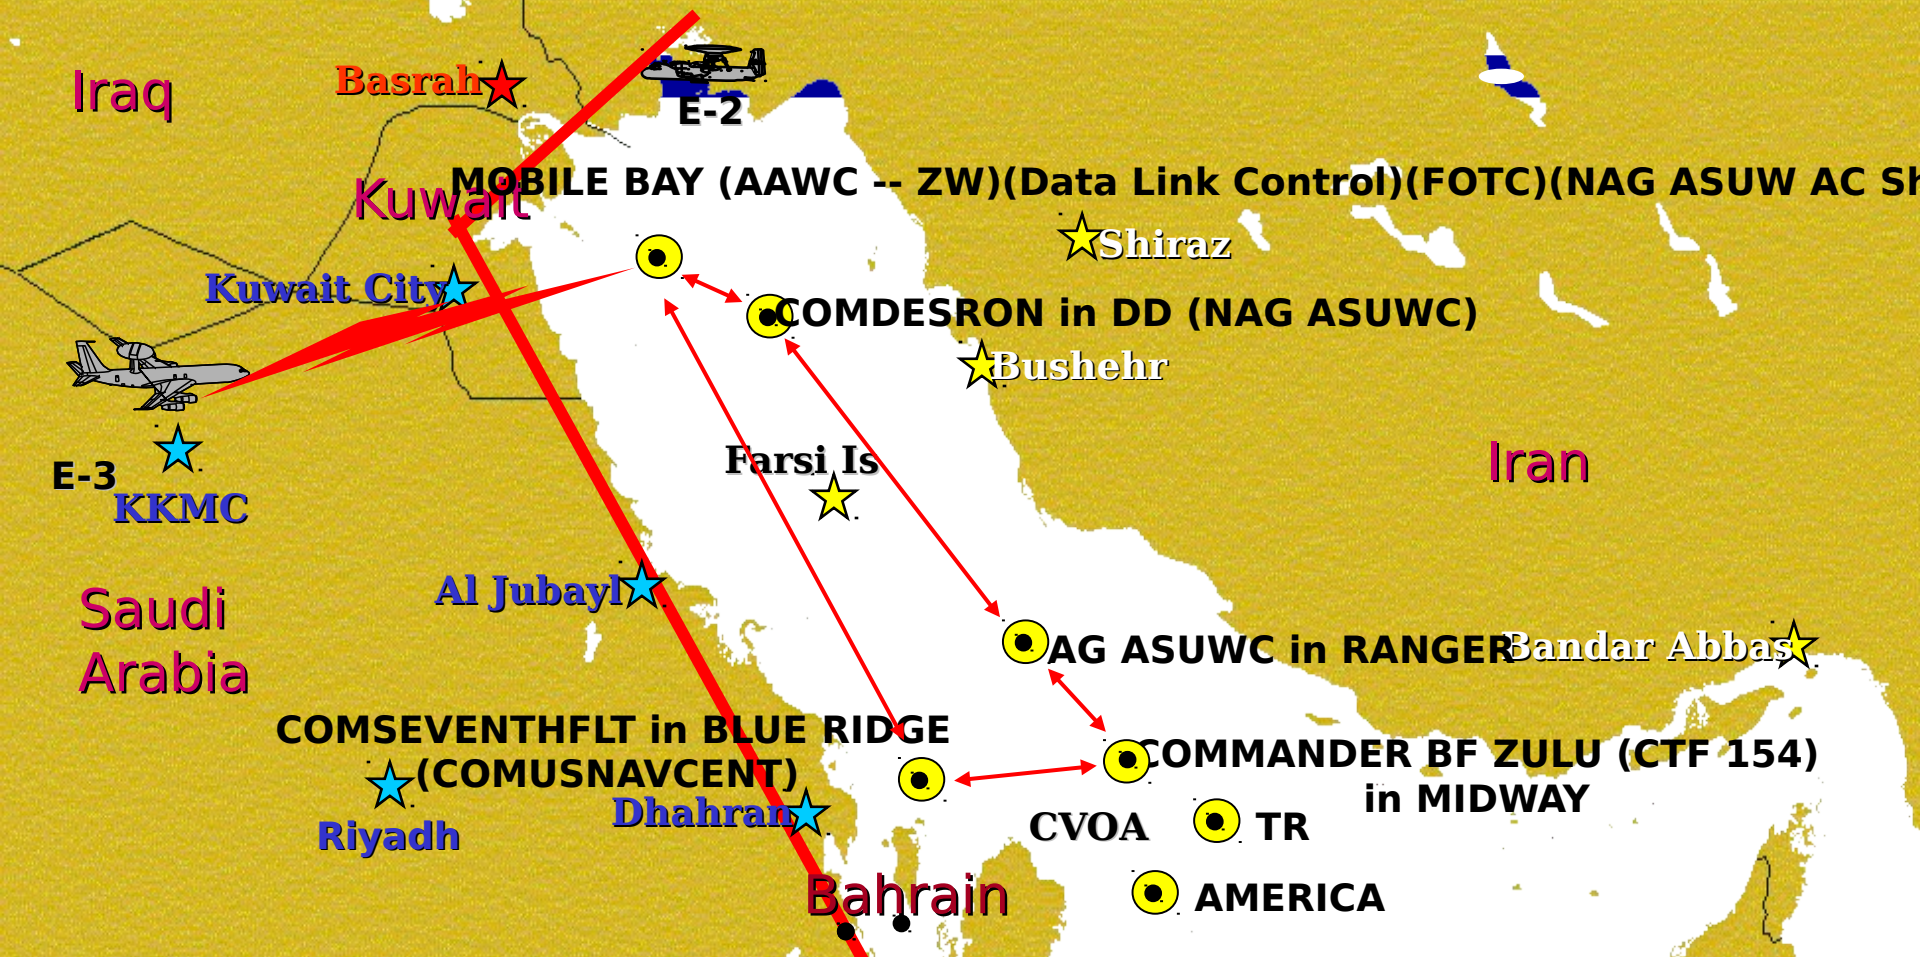 Iraq
Basrah
E-2
Kuwait
MOBILE BAY (AAWC -- ZW)(Data Link Control)(FOTC)(NAG ASUW AC
Shiraz
Kuwait City
COMDESRON in DD (NAG ASUWC)
Bushehr
Farsi Is
Iran
E-3
KKMC
Al Jubayl
Saudi
Arabia
AG ASUWC in RANGER
Bandar Abbas
COMSEVENTHFLT in BLUE RIDGE
(COMUSNAVCENT)
COMMANDER BF ZULU (CTF 154)
in MIDWAY
Dhahran
Riyadh
CVOA
TR
Bahrain
AMERICA